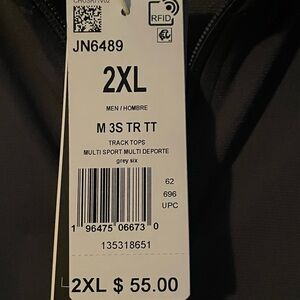 RFID
JN6489
2XL
MEN / HOMBRE
M 3S TR TT
TRACK TOPS
MULTI SPORT MULTI DEPORTE
grey six
62
696
UPC
1 96475 06673 0
135318651
2XL $ 55.00